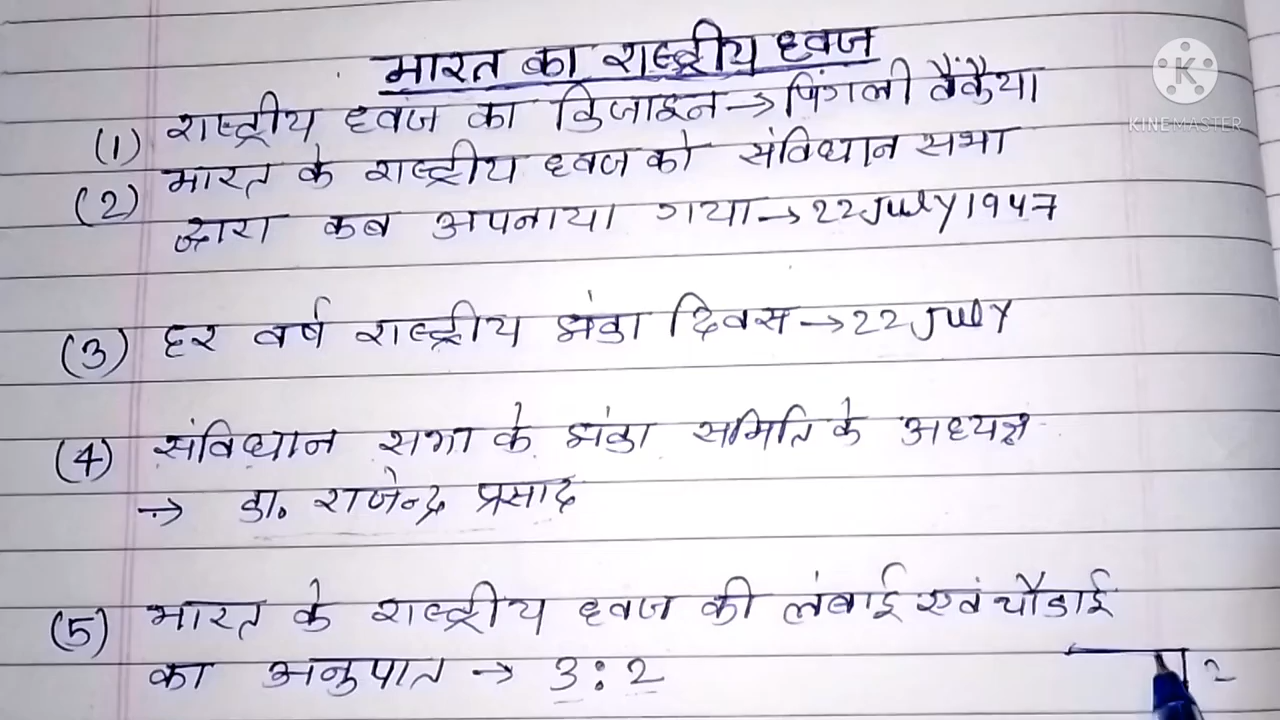 भारत का राष्ट्रीय ध्वज
(1) राष्ट्रीय ध्वज का डिजाइन → पिंगली वैंकैया
(2) भारत के राष्ट्रीय ध्वज को संविधान सभा
द्वारा कब अपनाया गया → 22 July 1947
(3) हर वर्ष राष्ट्रीय झंडा दिवस → 22 July
(4) संविधान सभा के झंडा समिति के अध्यक्ष
→ डा. राजेन्द्र प्रसाद
(5) भारत के राष्ट्रीय ध्वज की लंबाई एवं चौडाई
का अनुपात → 3:2
2
K
KINEMASTER